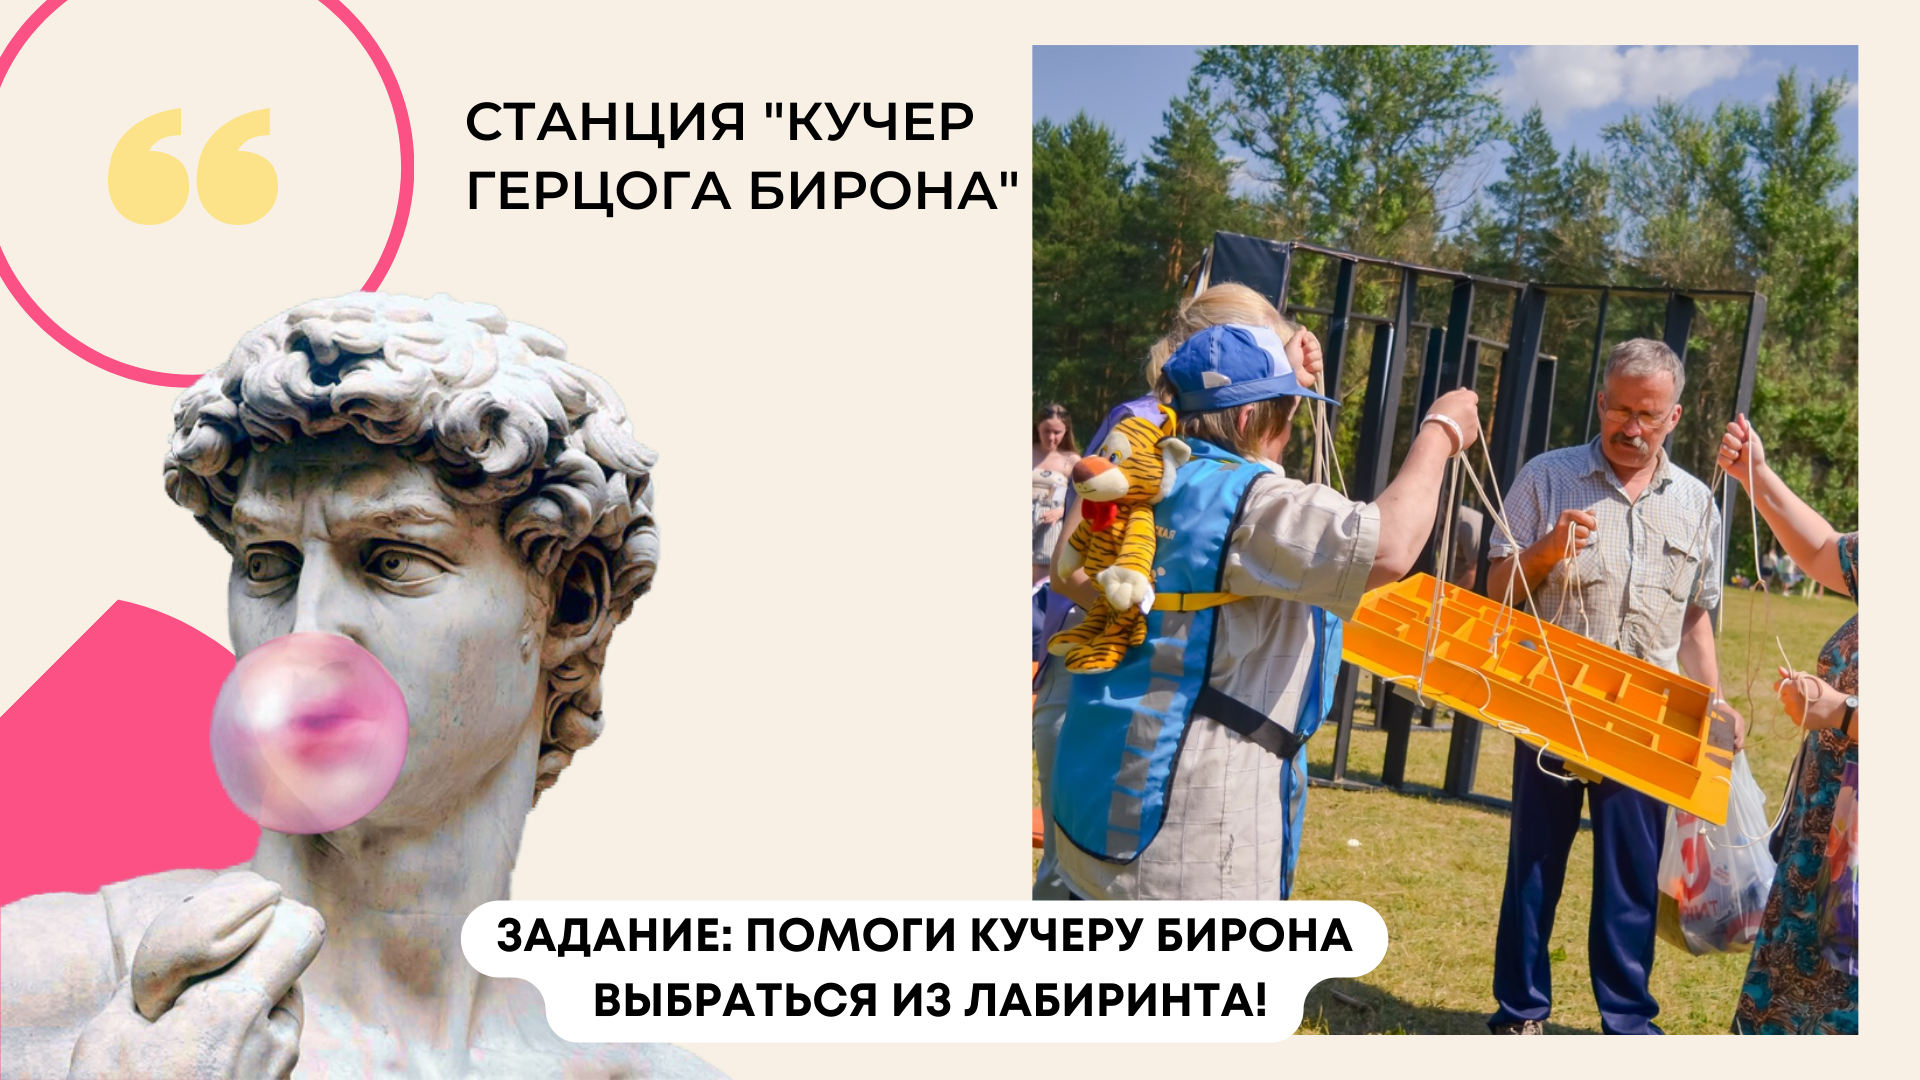 СТАНЦИЯ "КУЧЕР
ГЕРЦОГА БИРОНА"
ЗАДАНИЕ: ПОМОГИ КУЧЕРУ БИРОНА
ВЫБРАТЬСЯ ИЗ ЛАБИРИНТА!